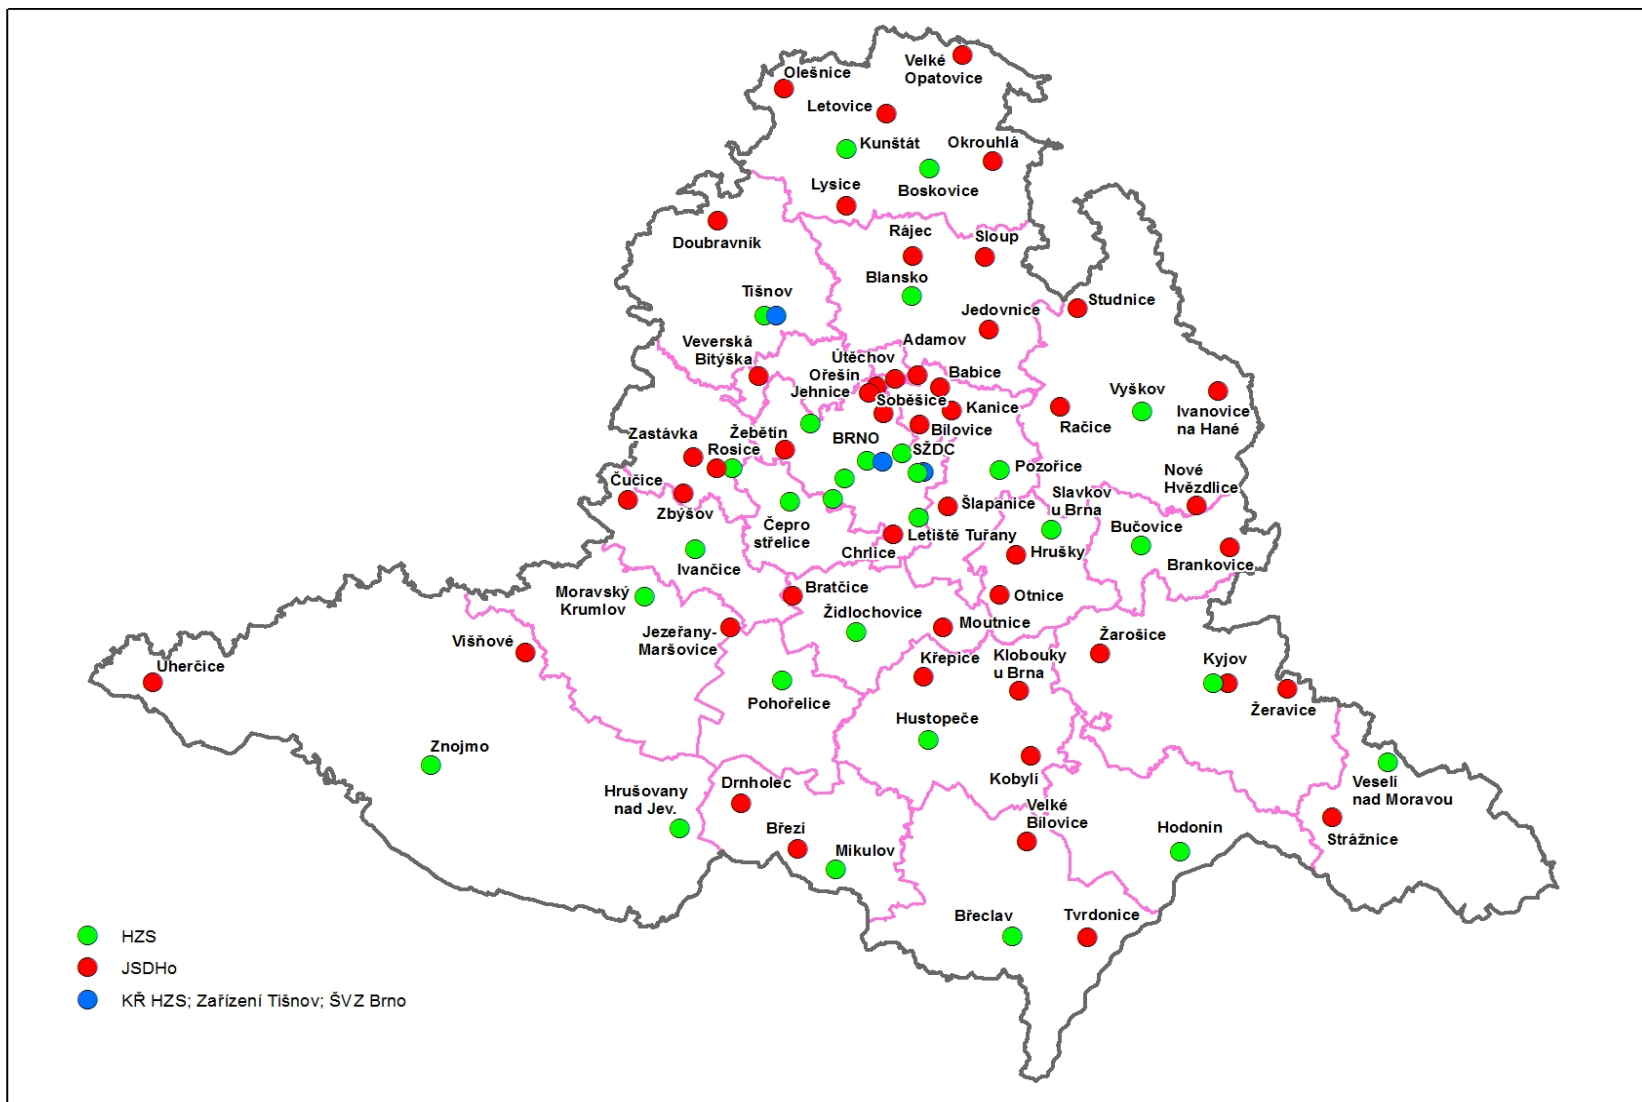 Velké
Opatovice
Olešnice
Letovice
Kunštát
Okrouhlá
Boskovice
Lysice
Doubravník
Rájec
Sloup
Blansko
Tišnov
Studnice
Jedovnice
Veverská
Bitýška
Adamov
Útěchov
Ořešín
Jehnice
Babice
Soběšice
Kanice
Vyškov
Ivanovice
na Hané
Račice
Bílovice
Zastávka
Rosice
Žebětín
BRNO
SŽDC
Pozořice
Čučice
Zbýšov
Nové
Hvězdlice
Slavkov
u Brna
Šlapanice
Čepro
střelice
Bučovice
Letiště Tuřany
Chrlice
Hrušky
Brankovice
Ivančice
Moravský
Krumlov
Bratčice
Otnice
Židlochovice
Moutnice
Jezeřany-
Maršovice
Višňové
Žarošice
Uherčice
Křepice
Klobouky
u Brna
Kyjov
Žeravice
Pohořelice
Hustopeče
Znojmo
Kobylí
Veselí
nad Moravou
Drnholec
Hrušovany
nad Jev.
Velké
Bílovice
Březí
Hodonín
Strážnice
Mikulov
Břeclav
Tvrdonice
HZS
JSDHo
KŘ HZS; Zařízení Tišnov; ŠVZ Brno